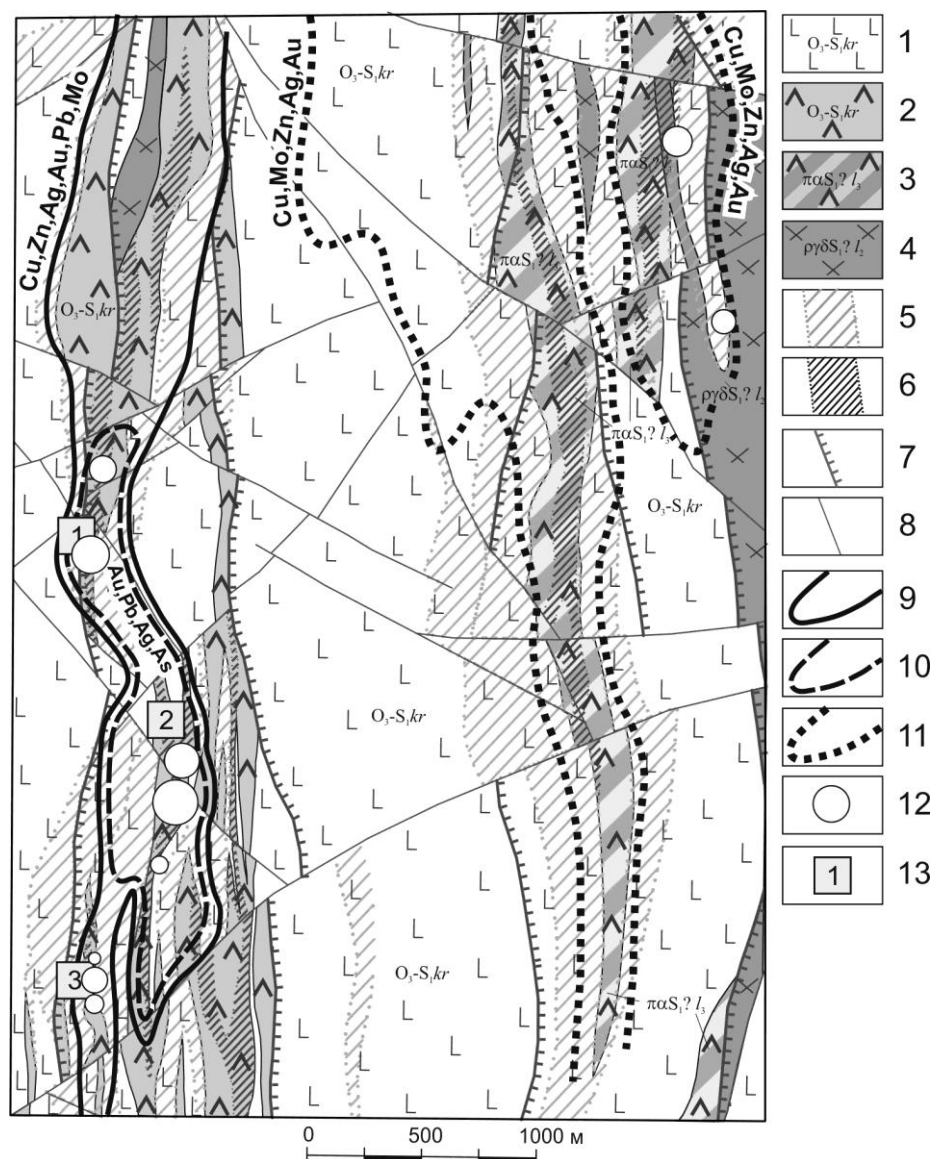 Cu,Zn,Ag,Au,Pb,Mo
Cu,Mo,Zn,Ag,Au
Cu,Mo,Zn,Ag,Au
O₃-S₁kr
O₃-S₁kr
παS₁? l₃
παS₁? l₃
ργδS₁? l₂
παS₁? l₃
O₃-S₁kr
1
Au,Pb,Ag,As
2
O₃-S₁kr
3
O₃-S₁kr
παS₁? l₃
0 500 1000 м
O₃-S₁kr 1
O₃-S₁kr 2
παS₁? l₃ 3
ργδS₁? l₂ 4
5
6
7
8
9
10
11
12
1 13